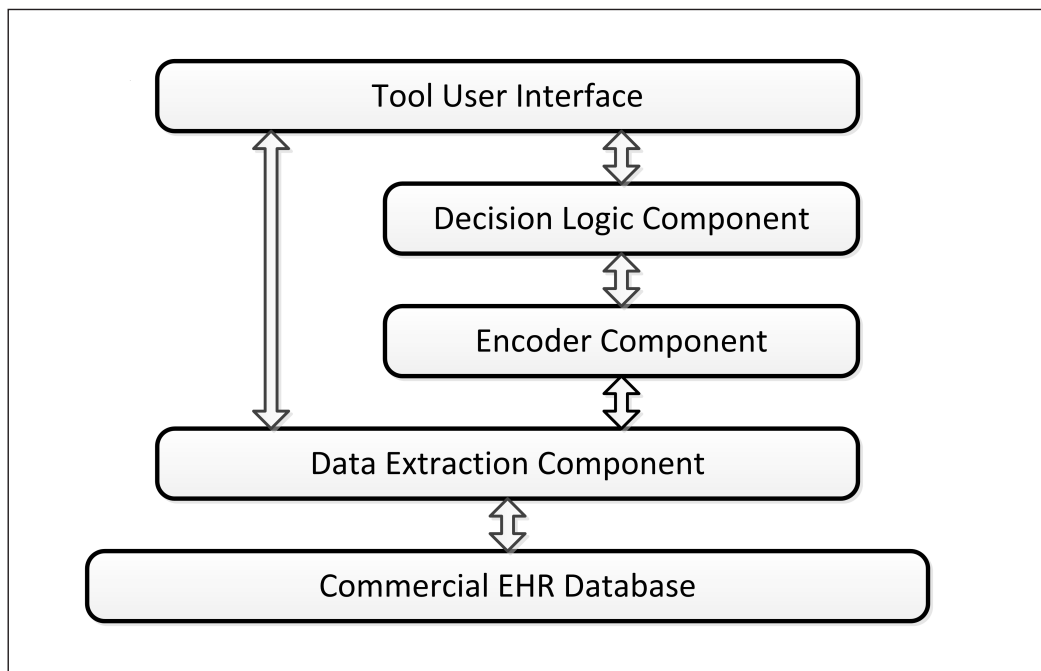 Tool User Interface
Decision Logic Component
Encoder Component
Data Extraction Component
Commercial EHR Database